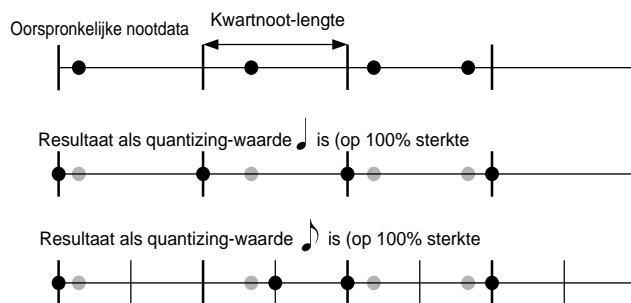 Kwartnoot-lengte
Oorspronkelijke nootdata
Resultaat als quantizing-waarde ♩ is (op 100% sterkte
Resultaat als quantizing-waarde ♪ is (op 100% sterkte